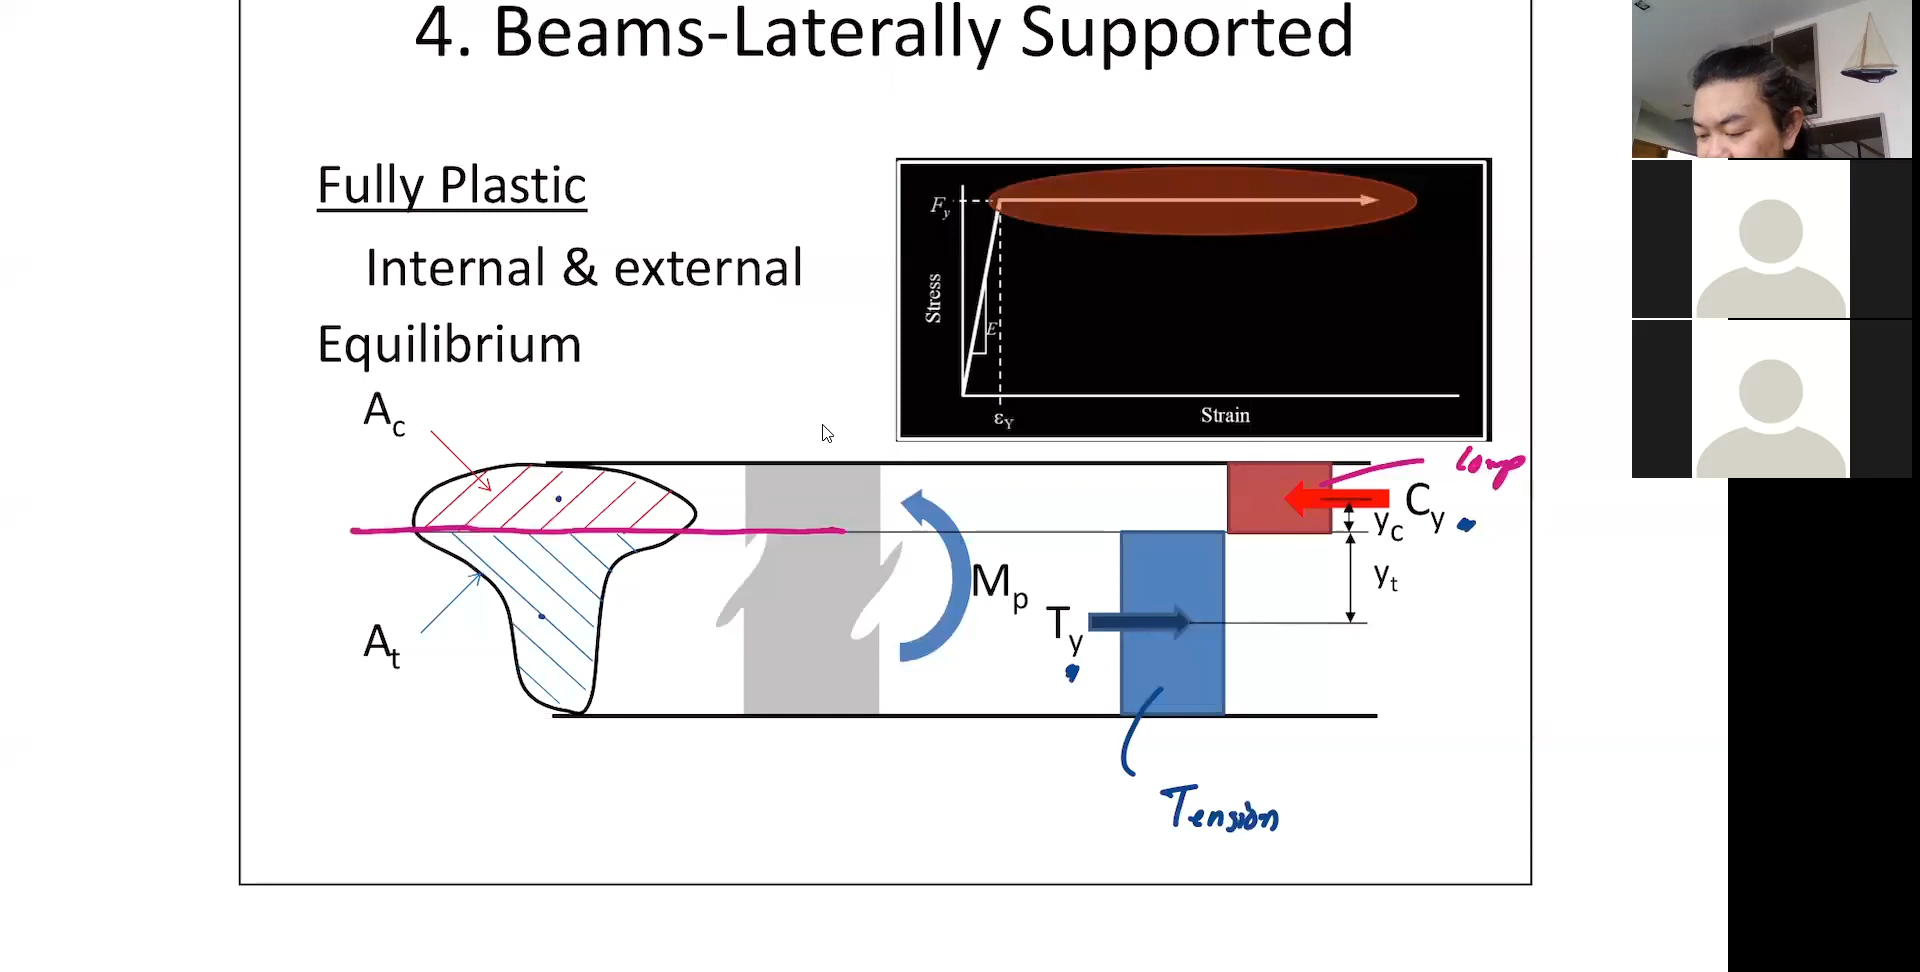 4. Beams-Laterally Supported
Fully Plastic
Internal & external
Equilibrium
Fy
Stress
E
εY
Strain
Ac
At
Mp
Ty
Comp
Cy
yc
yt
Tension